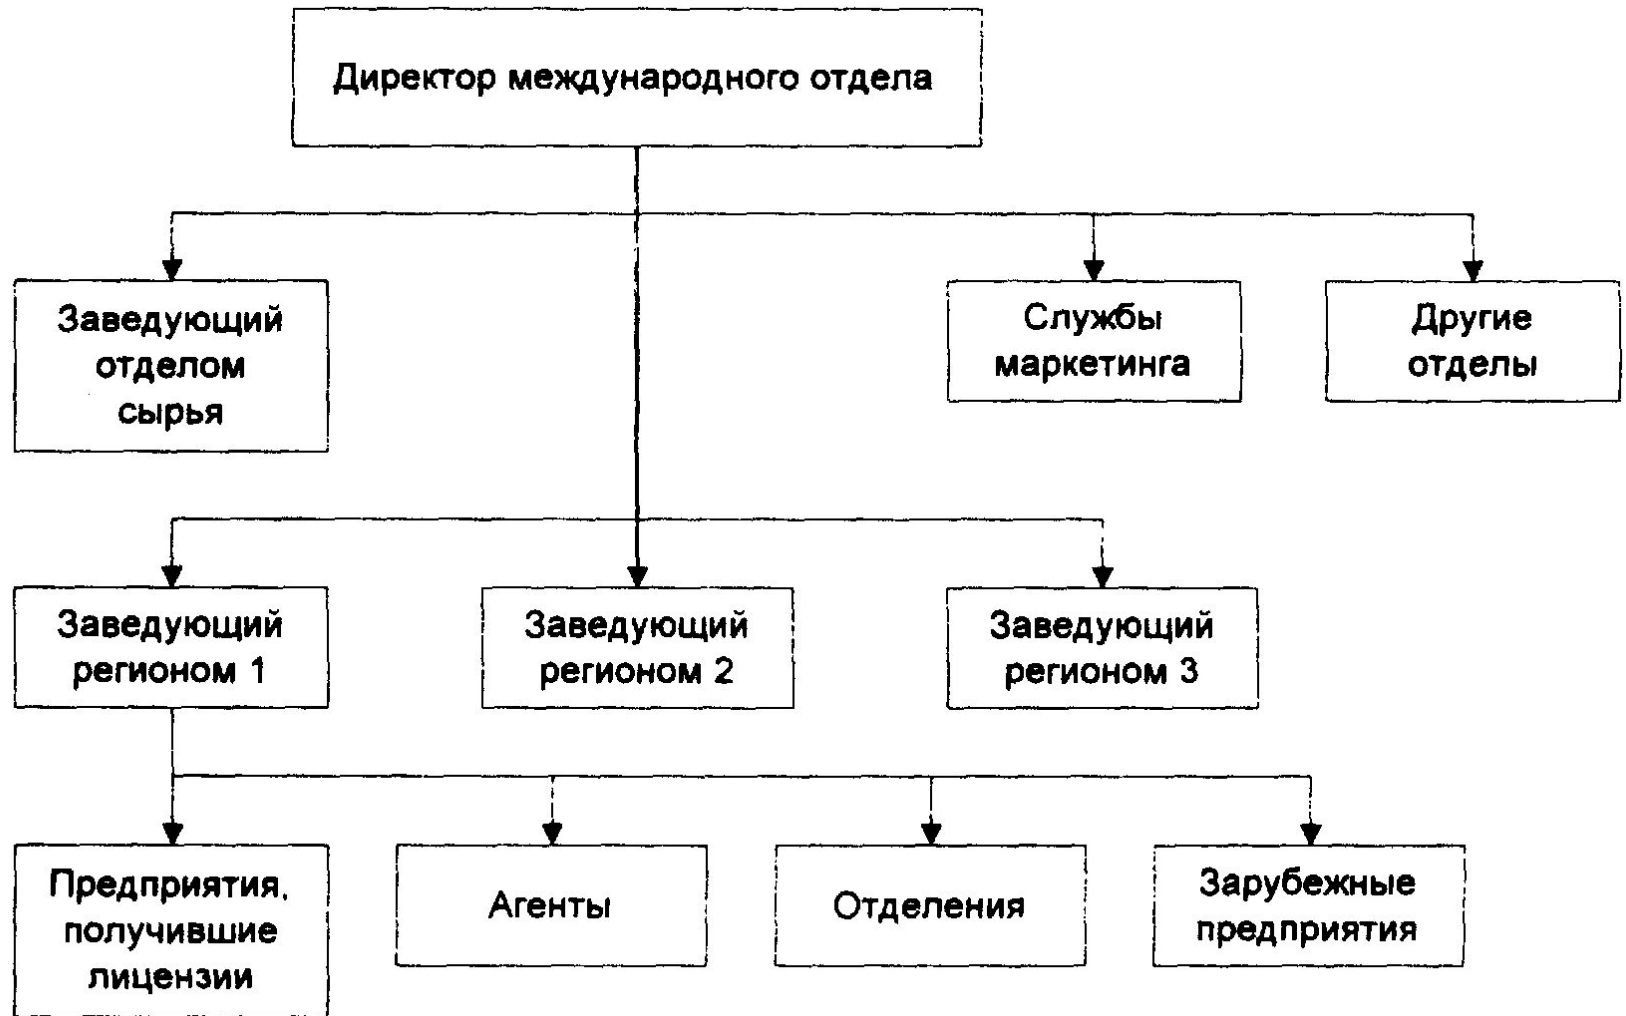 Директор международного отдела
Заведующий
отделом
сырья
Службы
маркетинга
Другие
отделы
Заведующий
регионом 1
Заведующий
регионом 2
Заведующий
регионом 3
Предприятия,
получившие
лицензии
Агенты
Отделения
Зарубежные
предприятия